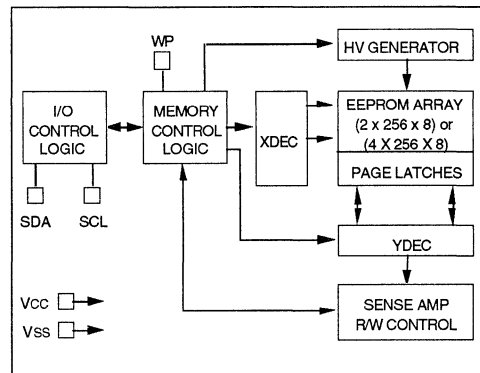 WP
HV GENERATOR
I/O
CONTROL
LOGIC
MEMORY
CONTROL
LOGIC
XDEC
EEPROM ARRAY
(2 x 256 x 8) or
(4 X 256 X 8)
PAGE LATCHES
SDA
SCL
YDEC
VCC
VSS
SENSE AMP
R/W CONTROL